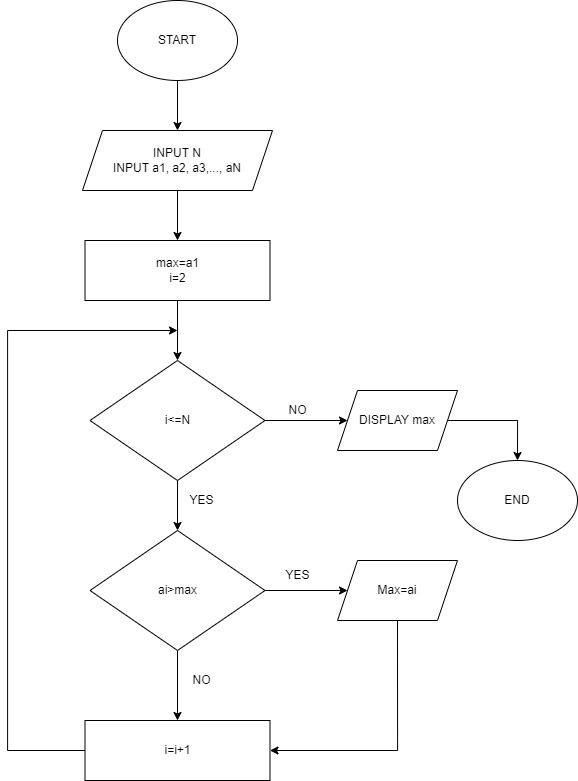 START
INPUT N
INPUT a1, a2, a3,..., aN
max=a1
i=2
i<=N
NO
DISPLAY max
END
YES
ai>max
YES
Max=ai
NO
i=i+1